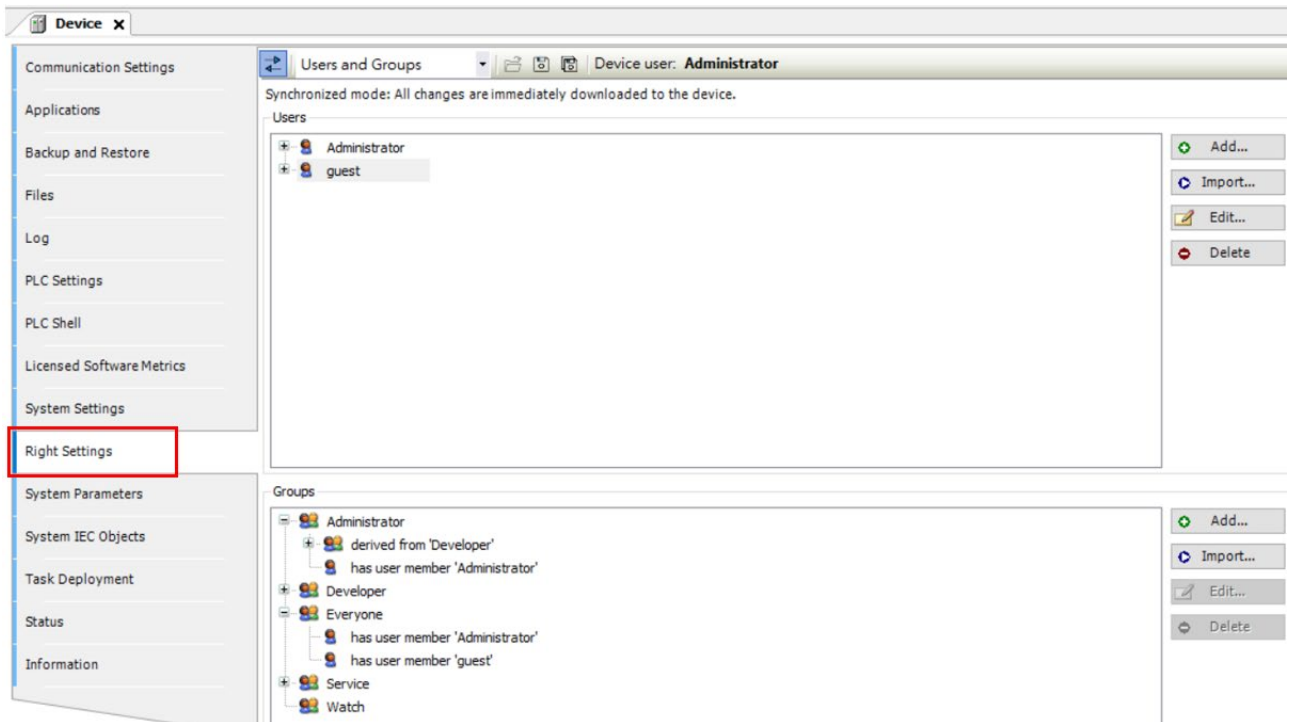 Device X
Communication Settings
Applications
Backup and Restore
Files
Log
PLC Settings
PLC Shell
Licensed Software Metrics
System Settings
Right Settings
System Parameters
System IEC Objects
Task Deployment
Status
Information
Users and Groups
Device user: Administrator
Synchronized mode: All changes are immediately downloaded to the device.
Users
Administrator
guest
Add...
Import...
Edit...
Delete
Groups
Administrator
derived from 'Developer'
has user member 'Administrator'
Developer
Everyone
has user member 'Administrator'
has user member 'guest'
Service
Watch
Add...
Import...
Edit...
Delete